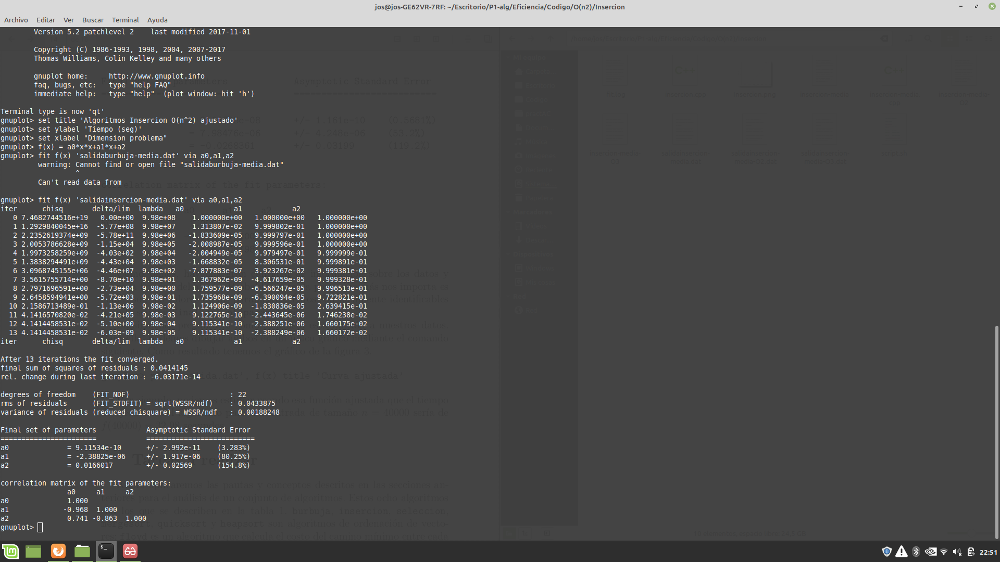 jos@jos-GE62VR-7RF: ~/Escritorio/P1-alg/Eficiencia/Codigo/O(n2)/Insercion
Archivo Editar Ver Buscar Terminal Ayuda
Version 5.2 patchlevel 2    last modified 2017-11-01
Copyright (C) 1986-1993, 1998, 2004, 2007-2017
Thomas Williams, Colin Kelley and many others
gnuplot home:     http://www.gnuplot.info
faq, bugs, etc:   type "help FAQ"
immediate help:   type "help"  (plot window: hit 'h')
Terminal type is now 'qt'
gnuplot> set title 'Algoritmos Insercion O(n^2) ajustado'
gnuplot> set ylabel 'Tiempo (seg)'
gnuplot> set xlabel "Dimension problema"
gnuplot> f(x) = a0*x*x+a1*x+a2
gnuplot> fit f(x) 'salidaburbuja-media.dat' via a0,a1,a2
warning: Cannot find or open file "salidaburbuja-media.dat"
^
Can't read data from
gnuplot> fit f(x) 'salidainsercion-media.dat' via a0,a1,a2
iter      chisq       delta/lim  lambda   a0            a1            a2
0 7.4682744516e+19   0.00e+00  9.98e+08    1.000000e+00   1.000000e+00   1.000000e+00
1 1.2929840045e+16  -5.77e+08  9.98e+07    1.313807e-02   9.999802e-01   1.000000e+00
2 2.2352619374e+09  -5.78e+11  9.98e+06   -1.833609e-05   9.999797e-01   1.000000e+00
3 2.0053786628e+09  -1.15e+04  9.98e+05   -2.008987e-05   9.999596e-01   1.000000e+00
4 1.9973258259e+09  -4.03e+02  9.98e+04   -2.004949e-05   9.979497e-01   9.999999e-01
5 1.3838294491e+09  -4.43e+04  9.98e+03   -1.668832e-05   8.306531e-01   9.999891e-01
6 3.0968745155e+06  -4.46e+07  9.98e+02   -7.877883e-07   3.923267e-02   9.999381e-01
7 3.5615755714e+00  -8.70e+10  9.98e+01    1.367962e-09  -4.617659e-05   9.999328e-01
8 2.7971696591e+00  -2.73e+04  9.98e+00    1.759577e-09  -6.566247e-05   9.996513e-01
9 2.6458594941e+00  -5.72e+03  9.98e-01    1.735968e-09  -6.390094e-05   9.722821e-01
10 2.1586713489e-01  -1.13e+06  9.98e-02    1.124906e-09  -1.830836e-05   2.639415e-01
11 4.1416570820e-02  -4.21e+05  9.98e-03    9.122765e-10  -2.443645e-06   1.746238e-02
12 4.1414458531e-02  -5.10e+00  9.98e-04    9.115341e-10  -2.388251e-06   1.660175e-02
13 4.1414458531e-02  -6.03e-09  9.98e-05    9.115341e-10  -2.388249e-06   1.660172e-02
iter      chisq       delta/lim  lambda   a0            a1            a2
After 13 iterations the fit converged.
final sum of squares of residuals : 0.0414145
rel. change during last iteration : -6.03171e-14
degrees of freedom    (FIT_NDF)                        : 22
rms of residuals      (FIT_STDFIT) = sqrt(WSSR/ndf)    : 0.0433875
variance of residuals (reduced chisquare) = WSSR/ndf   : 0.00188248
Final set of parameters            Asymptotic Standard Error
=======================            ==========================
a0              = 9.11534e-10      +/- 2.992e-11    (3.283%)
a1              = -2.38825e-06     +/- 1.917e-06    (80.25%)
a2              = 0.0166017        +/- 0.02569      (154.8%)
correlation matrix of the fit parameters:
a0     a1     a2
a0              1.000
a1             -0.968  1.000
a2              0.741 -0.863  1.000
gnuplot>
22:51